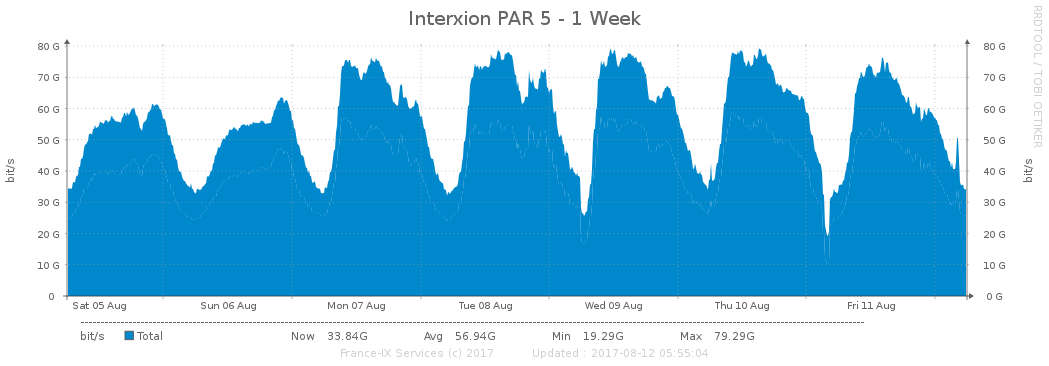 Interxion PAR 5 - 1 Week
RRDTOOL / TOBI OETIKER
bit/s
80 G 80 G
70 G 70 G
60 G 60 G
50 G 50 G
40 G 40 G
30 G 30 G
20 G 20 G
10 G 10 G
0 0 G
bit/s
Sat 05 Aug Sun 06 Aug Mon 07 Aug Tue 08 Aug Wed 09 Aug Thu 10 Aug Fri 11 Aug
bit/s Total Now 33.84G Avg 56.94G Min 19.29G Max 79.29G
France-IX Services (c) 2017 Updated : 2017-08-12 05:55:04